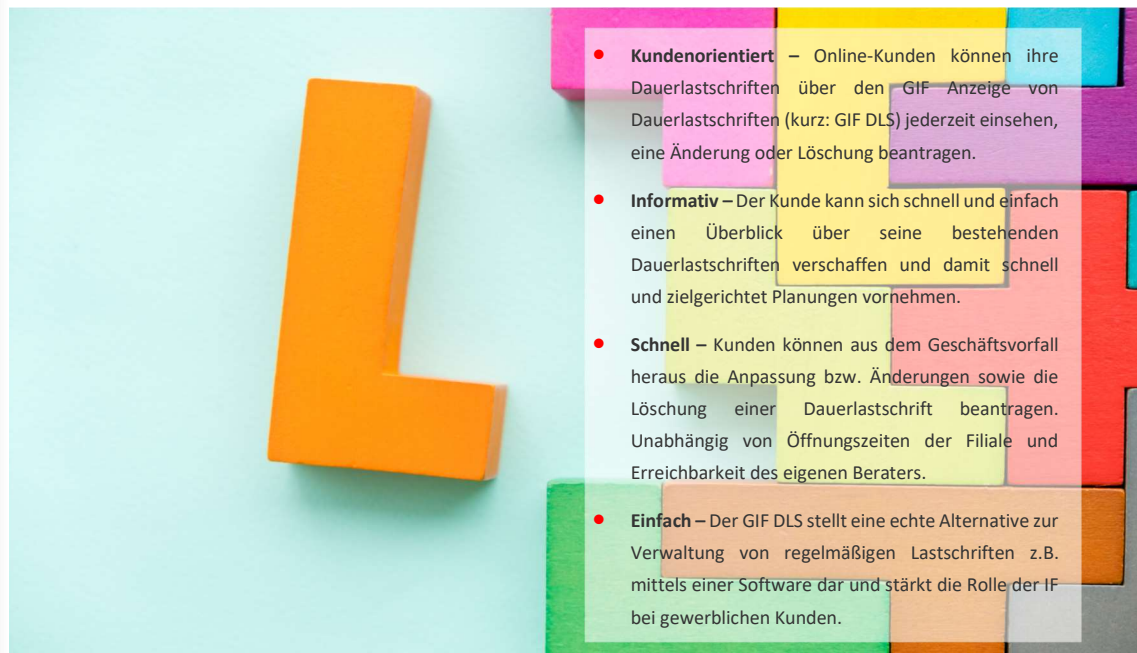 • Kundenorientiert – Online-Kunden können ihre
Dauerlastschriften über den GIF Anzeige von
Dauerlastschriften (kurz: GIF DLS) jederzeit einsehen,
eine Änderung oder Löschung beantragen.
• Informativ – Der Kunde kann sich schnell und einfach
einen Überblick über seine bestehenden
Dauerlastschriften verschaffen und damit schnell
und zielgerichtet Planungen vornehmen.
• Schnell – Kunden können aus dem Geschäftsvorfall
heraus die Anpassung bzw. Änderungen sowie die
Löschung einer Dauerlastschrift beantragen.
Unabhängig von Öffnungszeiten der Filiale und
Erreichbarkeit des eigenen Beraters.
• Einfach – Der GIF DLS stellt eine echte Alternative zur
Verwaltung von regelmäßigen Lastschriften z.B.
mittels einer Software dar und stärkt die Rolle der IF
bei gewerblichen Kunden.